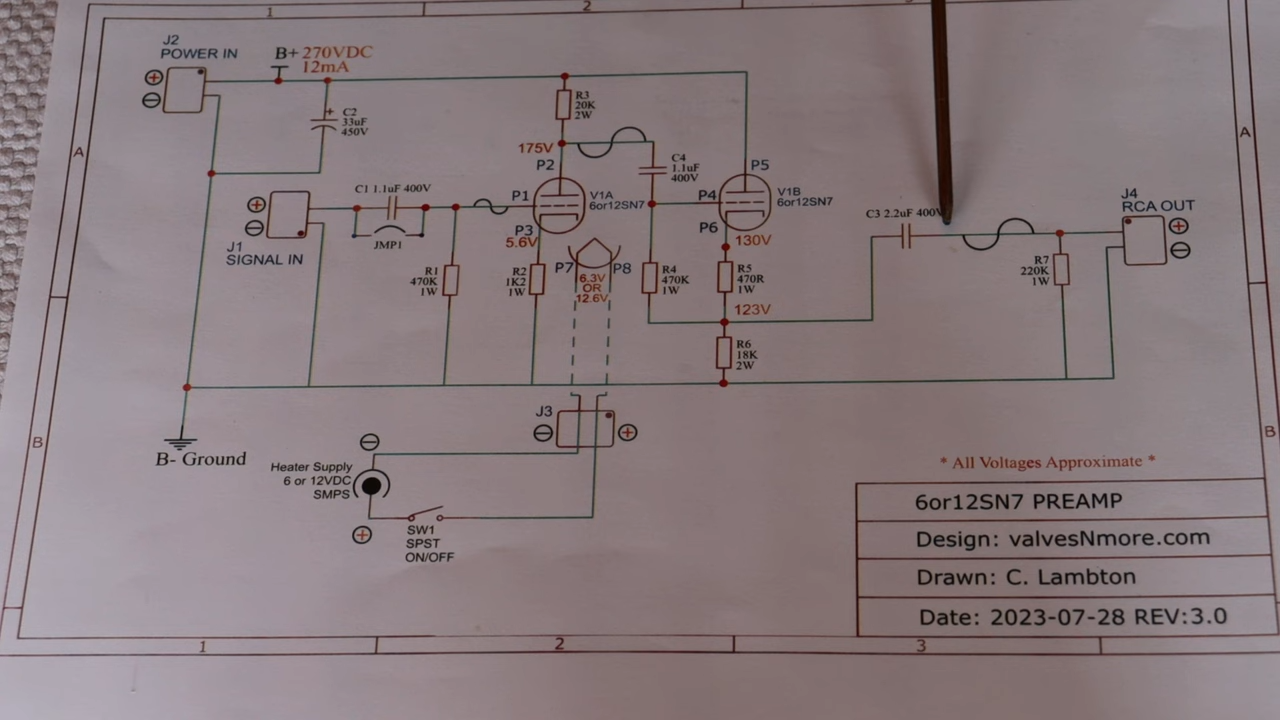 1
2
3
A
B
A
B
J2
POWER IN
B+ 270VDC
12mA
+
C2
33uF
450V
R3
20K
2W
175V
P2
C4
1.1uF
400V
P5
C1 1.1uF 400V
P1
V1A
6or12SN7
P4
V1B
6or12SN7
J4
RCA OUT
C3 2.2uF 400V
P3
5.6V
P6
130V
JMP1
J1
SIGNAL IN
P7
P8
6.3V
OR
12.6V
R1
470K
1W
R2
1K2
1W
R4
470K
1W
R5
470R
1W
R7
220K
1W
123V
R6
18K
2W
J3
B- Ground
Heater Supply
6 or 12VDC
SMPS
SW1
SPST
ON/OFF
* All Voltages Approximate *
6or12SN7 PREAMP
Design: valvesNmore.com
Drawn: C. Lambton
Date: 2023-07-28 REV:3.0
1
2
3